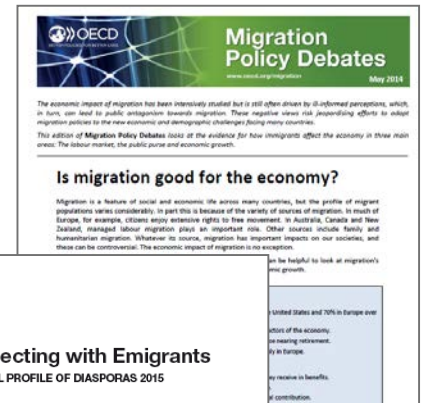 OECD
BETTER POLICIES FOR BETTER LIVES
Migration
Policy Debates
www.oecd.org/migration
May 2014
The economic impact of migration has been intensively studied but is still often driven by ill-informed perceptions, which,
in turn, can lead to public antagonism towards migration. These negative views risk jeopardising efforts to adapt
migration policies to the new economic and demographic challenges facing many countries.
This edition of Migration Policy Debates looks at the evidence for how immigrants affect the economy in three main
areas: The labour market, the public purse and economic growth.
Is migration good for the economy?
Migration is a feature of social and economic life across many countries, but the profile of migrant
populations varies considerably. In part this is because of the variety of sources of migration. In much of
Europe, for example, citizens enjoy extensive rights to free movement. In Australia, Canada and New
Zealand, managed labour migration plays an important role. Other sources include family and
humanitarian migration. Whatever its source, migration has important impacts on our societies, and
these can be controversial. The economic impact of migration is no exception.
an be helpful to look at migration's
omic growth.
United States and 70% in Europe over
ctors of the economy.
se nearing retirement.
ly in Europe.
ey receive in benefits.
al contribution.
ecting with Emigrants
L PROFILE OF DIASPORAS 2015